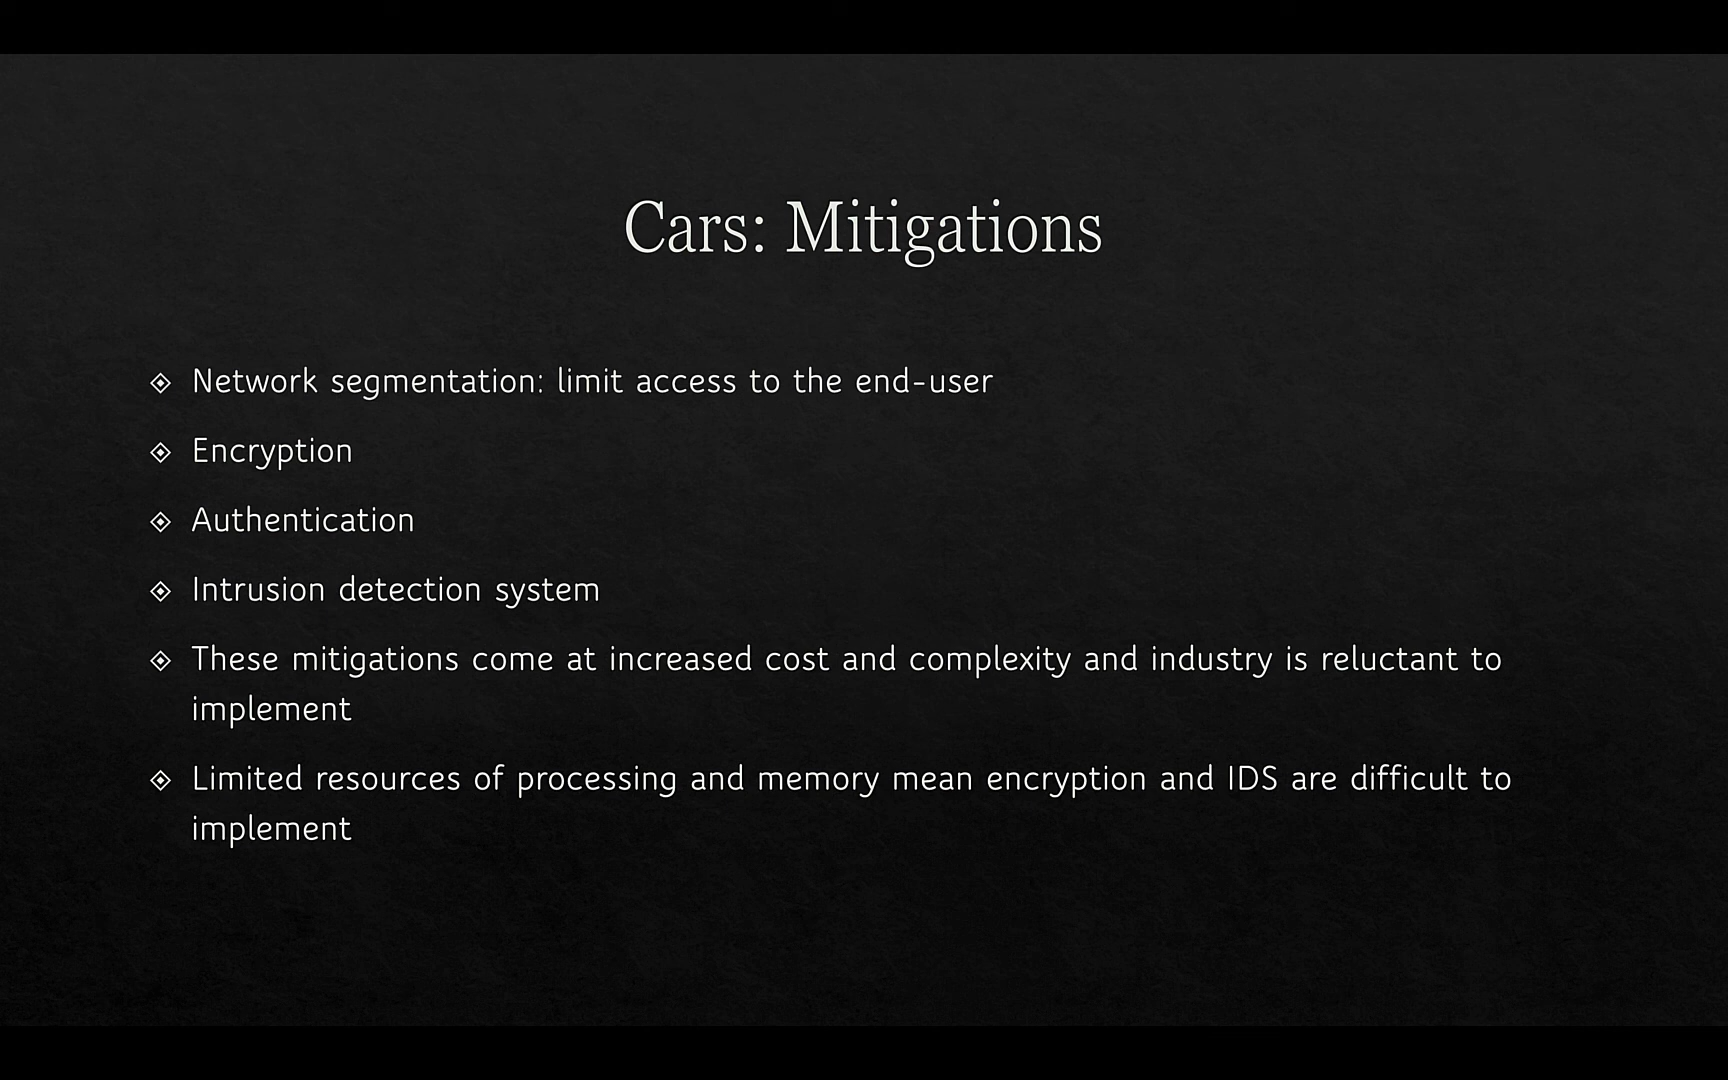 Cars: Mitigations
Network segmentation: limit access to the end-user
Encryption
Authentication
Intrusion detection system
These mitigations come at increased cost and complexity and industry is reluctant to
implement
Limited resources of processing and memory mean encryption and IDS are difficult to
implement